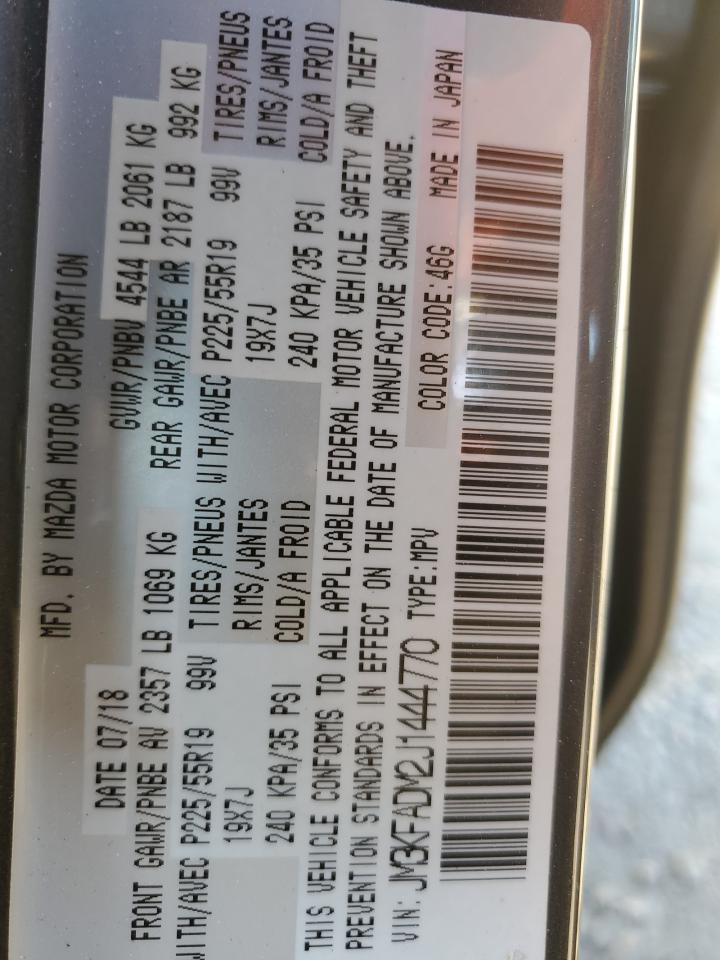 MFD. BY MAZDA MOTOR CORPORATION
DATE 07/18 GVWR/PNBV 4544 LB 2061 KG
FRONT GAWR/PNBE AV 2357 LB 1069 KG REAR GAWR/PNBE AR 2187 LB 992 KG
WITH/AVEC P225/55R19 99V TIRES/PNEUS WITH/AVEC P225/55R19 99V TIRES/PNEUS
19X7J RIMS/JANTES 19X7J RIMS/JANTES
240 KPA/35 PSI COLD/A FROID 240 KPA/35 PSI COLD/A FROID
THIS VEHICLE CONFORMS TO ALL APPLICABLE FEDERAL MOTOR VEHICLE SAFETY AND THEFT
PREVENTION STANDARDS IN EFFECT ON THE DATE OF MANUFACTURE SHOWN ABOVE.
VIN: JM3KFADM2J1444770 TYPE:MPV COLOR CODE:46G MADE IN JAPAN